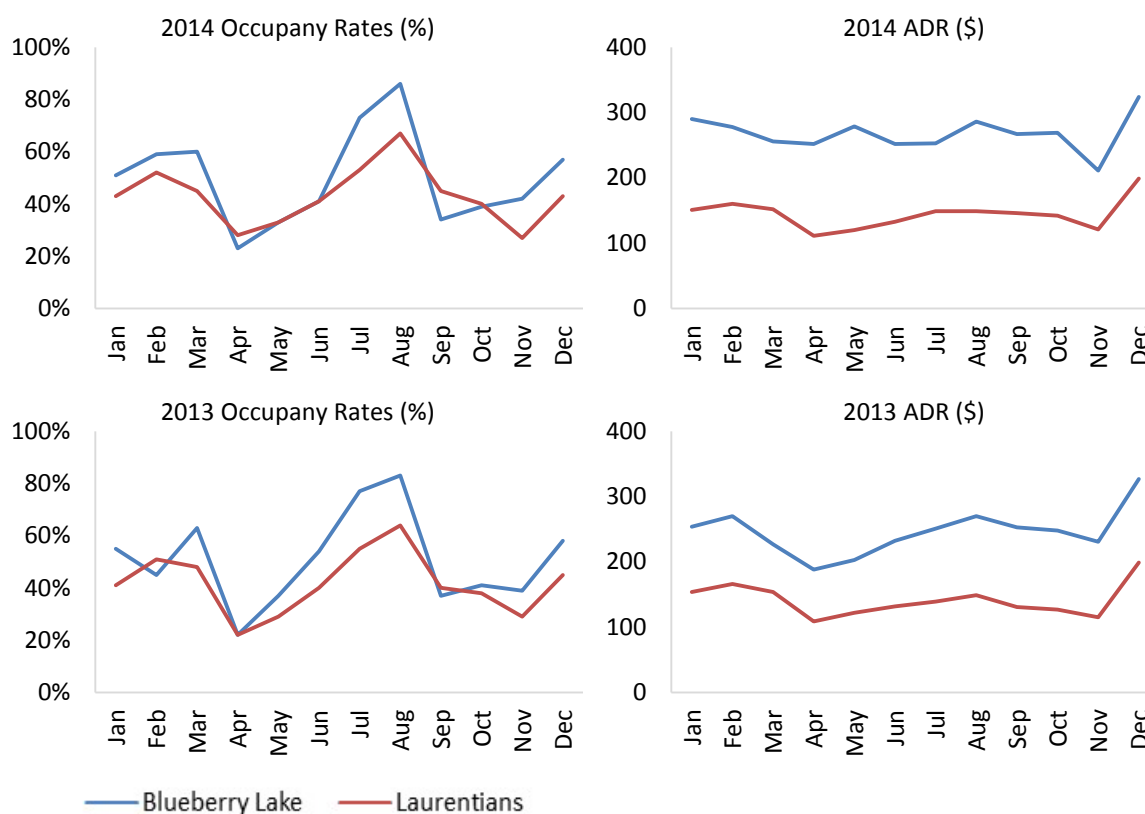 2014 Occupany Rates (%)
100%
80%
60%
40%
20%
0%
Jan
Feb
Mar
Apr
May
Jun
Jul
Aug
Sep
Oct
Nov
Dec
2014 ADR ($)
400
300
200
100
0
Jan
Feb
Mar
Apr
May
Jun
Jul
Aug
Sep
Oct
Nov
Dec
2013 Occupany Rates (%)
100%
80%
60%
40%
20%
0%
Jan
Feb
Mar
Apr
May
Jun
Jul
Aug
Sep
Oct
Nov
Dec
2013 ADR ($)
400
300
200
100
0
Jan
Feb
Mar
Apr
May
Jun
Jul
Aug
Sep
Oct
Nov
Dec
Blueberry Lake
Laurentians